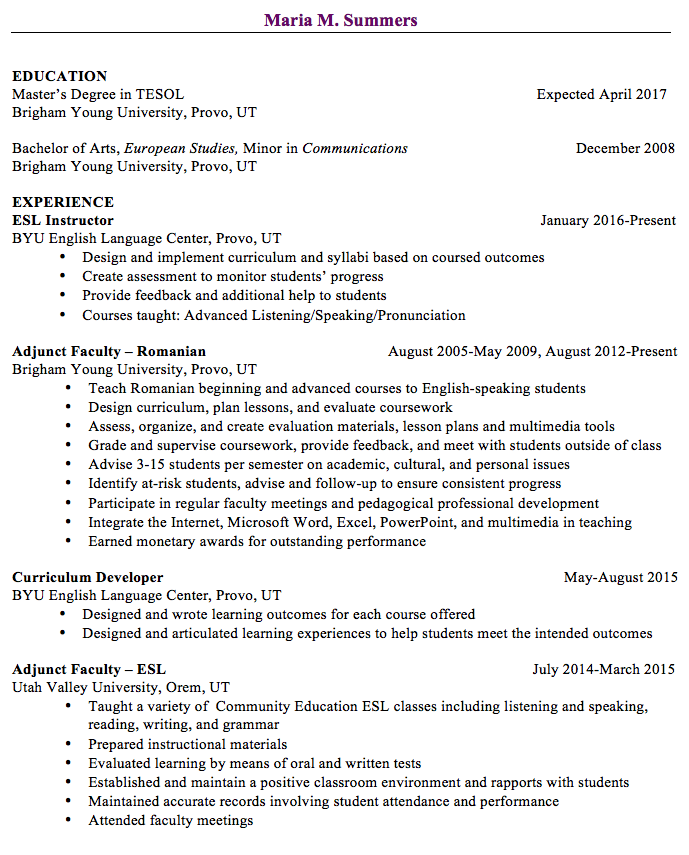 Maria M. Summers
EDUCATION
Master's Degree in TESOL Expected April 2017
Brigham Young University, Provo, UT
Bachelor of Arts, European Studies, Minor in Communications December 2008
Brigham Young University, Provo, UT
EXPERIENCE
ESL Instructor January 2016-Present
BYU English Language Center, Provo, UT
• Design and implement curriculum and syllabi based on coursed outcomes
• Create assessment to monitor students' progress
• Provide feedback and additional help to students
• Courses taught: Advanced Listening/Speaking/Pronunciation
Adjunct Faculty – Romanian August 2005-May 2009, August 2012-Present
Brigham Young University, Provo, UT
• Teach Romanian beginning and advanced courses to English-speaking students
• Design curriculum, plan lessons, and evaluate coursework
• Assess, organize, and create evaluation materials, lesson plans and multimedia tools
• Grade and supervise coursework, provide feedback, and meet with students outside of class
• Advise 3-15 students per semester on academic, cultural, and personal issues
• Identify at-risk students, advise and follow-up to ensure consistent progress
• Participate in regular faculty meetings and pedagogical professional development
• Integrate the Internet, Microsoft Word, Excel, PowerPoint, and multimedia in teaching
• Earned monetary awards for outstanding performance
Curriculum Developer May-August 2015
BYU English Language Center, Provo, UT
• Designed and wrote learning outcomes for each course offered
• Designed and articulated learning experiences to help students meet the intended outcomes
Adjunct Faculty – ESL July 2014-March 2015
Utah Valley University, Orem, UT
• Taught a variety of Community Education ESL classes including listening and speaking,
reading, writing, and grammar
• Prepared instructional materials
• Evaluated learning by means of oral and written tests
• Established and maintain a positive classroom environment and rapports with students
• Maintained accurate records involving student attendance and performance
• Attended faculty meetings